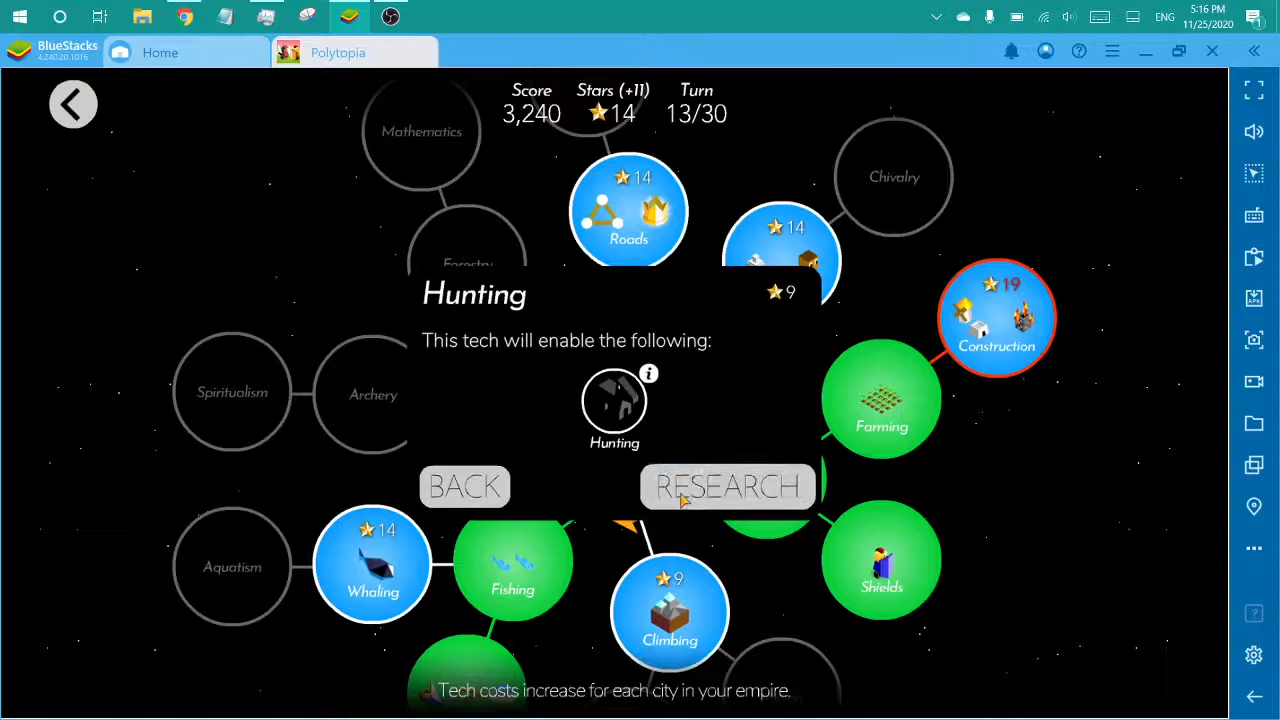 5:16 PM
ENG
11/25/2020
1
BlueStacks
4.240.20.1016
Home
Polytopia
Score
Stars (+11)
Turn
3,240
14
13/30
Mathematics
14
Roads
Chivalry
14
Forestry
19
Construction
Hunting
9
This tech will enable the following:
i
Hunting
Farming
Spiritualism
Archery
BACK
RESEARCH
14
Whaling
Aquatism
Fishing
9
Climbing
Shields
Tech costs increase for each city in your empire.